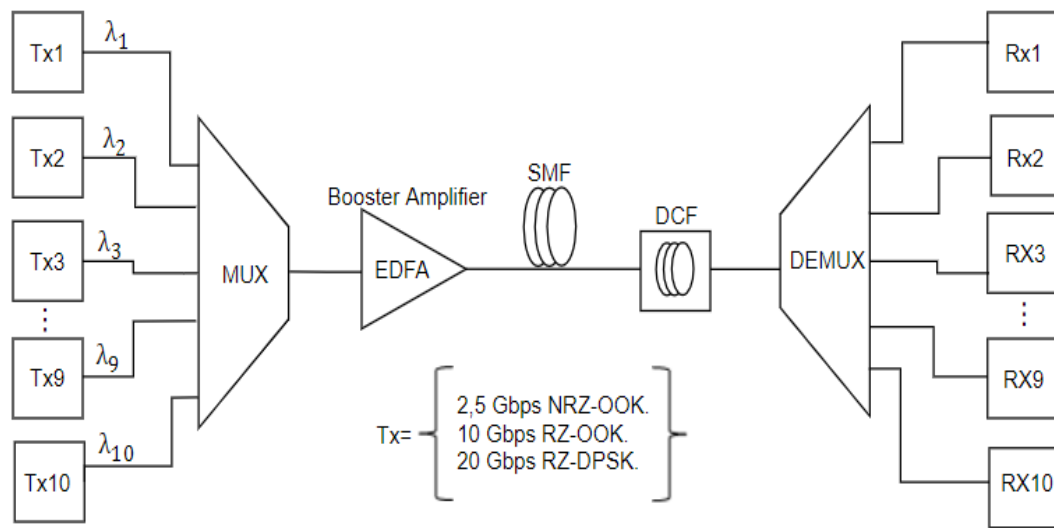 Tx1
λ1
Tx2
λ2
Tx3
λ3
⋮
Tx9
λ9
Tx10
λ10
MUX
Booster Amplifier
EDFA
SMF
DCF
DEMUX
Rx1
Rx2
RX3
⋮
RX9
RX10
Tx=
2,5 Gbps NRZ-OOK.
10 Gbps RZ-OOK.
20 Gbps RZ-DPSK.